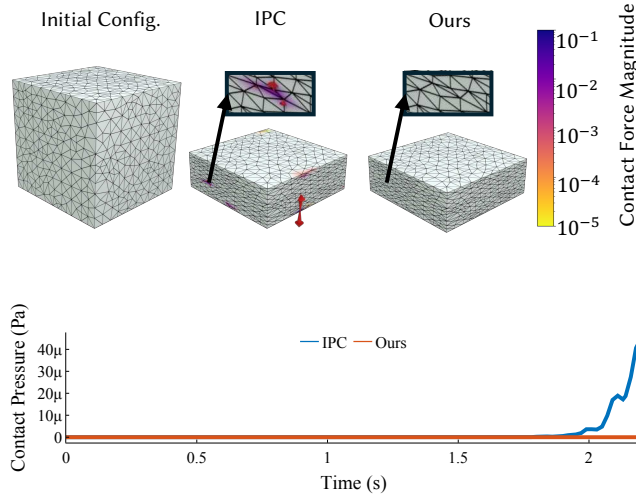 Initial Config.
IPC
Ours
10⁻¹
10⁻²
10⁻³
10⁻⁴
10⁻⁵
Contact Force Magnitude
Contact Pressure (Pa)
40µ
30µ
20µ
10µ
0
IPC
Ours
0
0.5
1
1.5
2
Time (s)